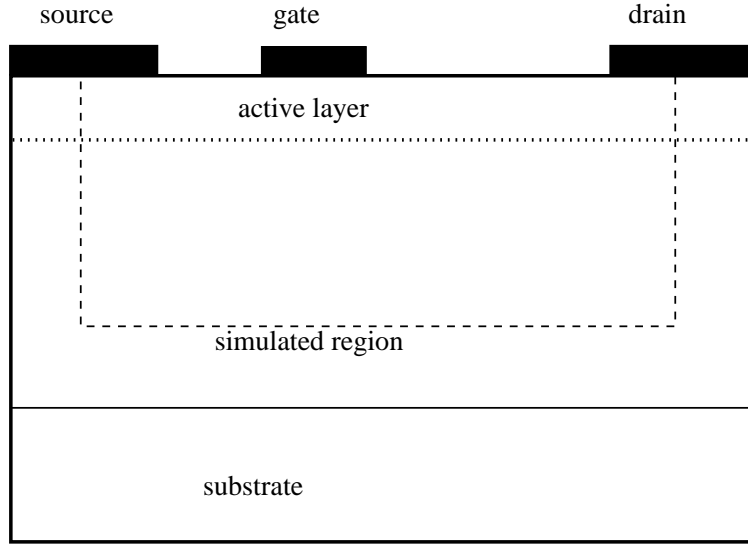 source gate drain
active layer
simulated region
substrate